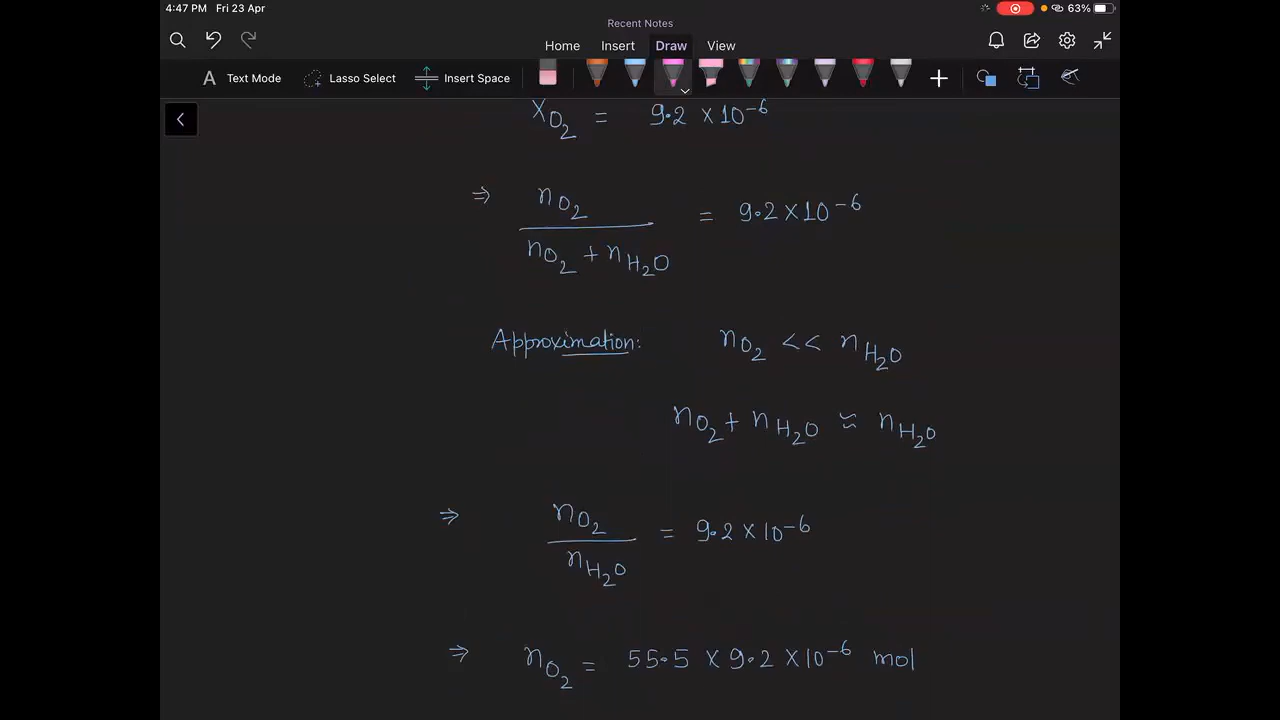 4:47 PM Fri 23 Apr
63%
Recent Notes
Home Insert Draw View
Text Mode Lasso Select Insert Space
X_O₂ = 9.2 × 10⁻⁶
⇒ n_O₂ / (n_O₂ + n_H₂O) = 9.2 × 10⁻⁶
Approximation: n_O₂ << n_H₂O
n_O₂ + n_H₂O ≈ n_H₂O
⇒ n_O₂ / n_H₂O = 9.2 × 10⁻⁶
⇒ n_O₂ = 55.5 × 9.2 × 10⁻⁶ mol